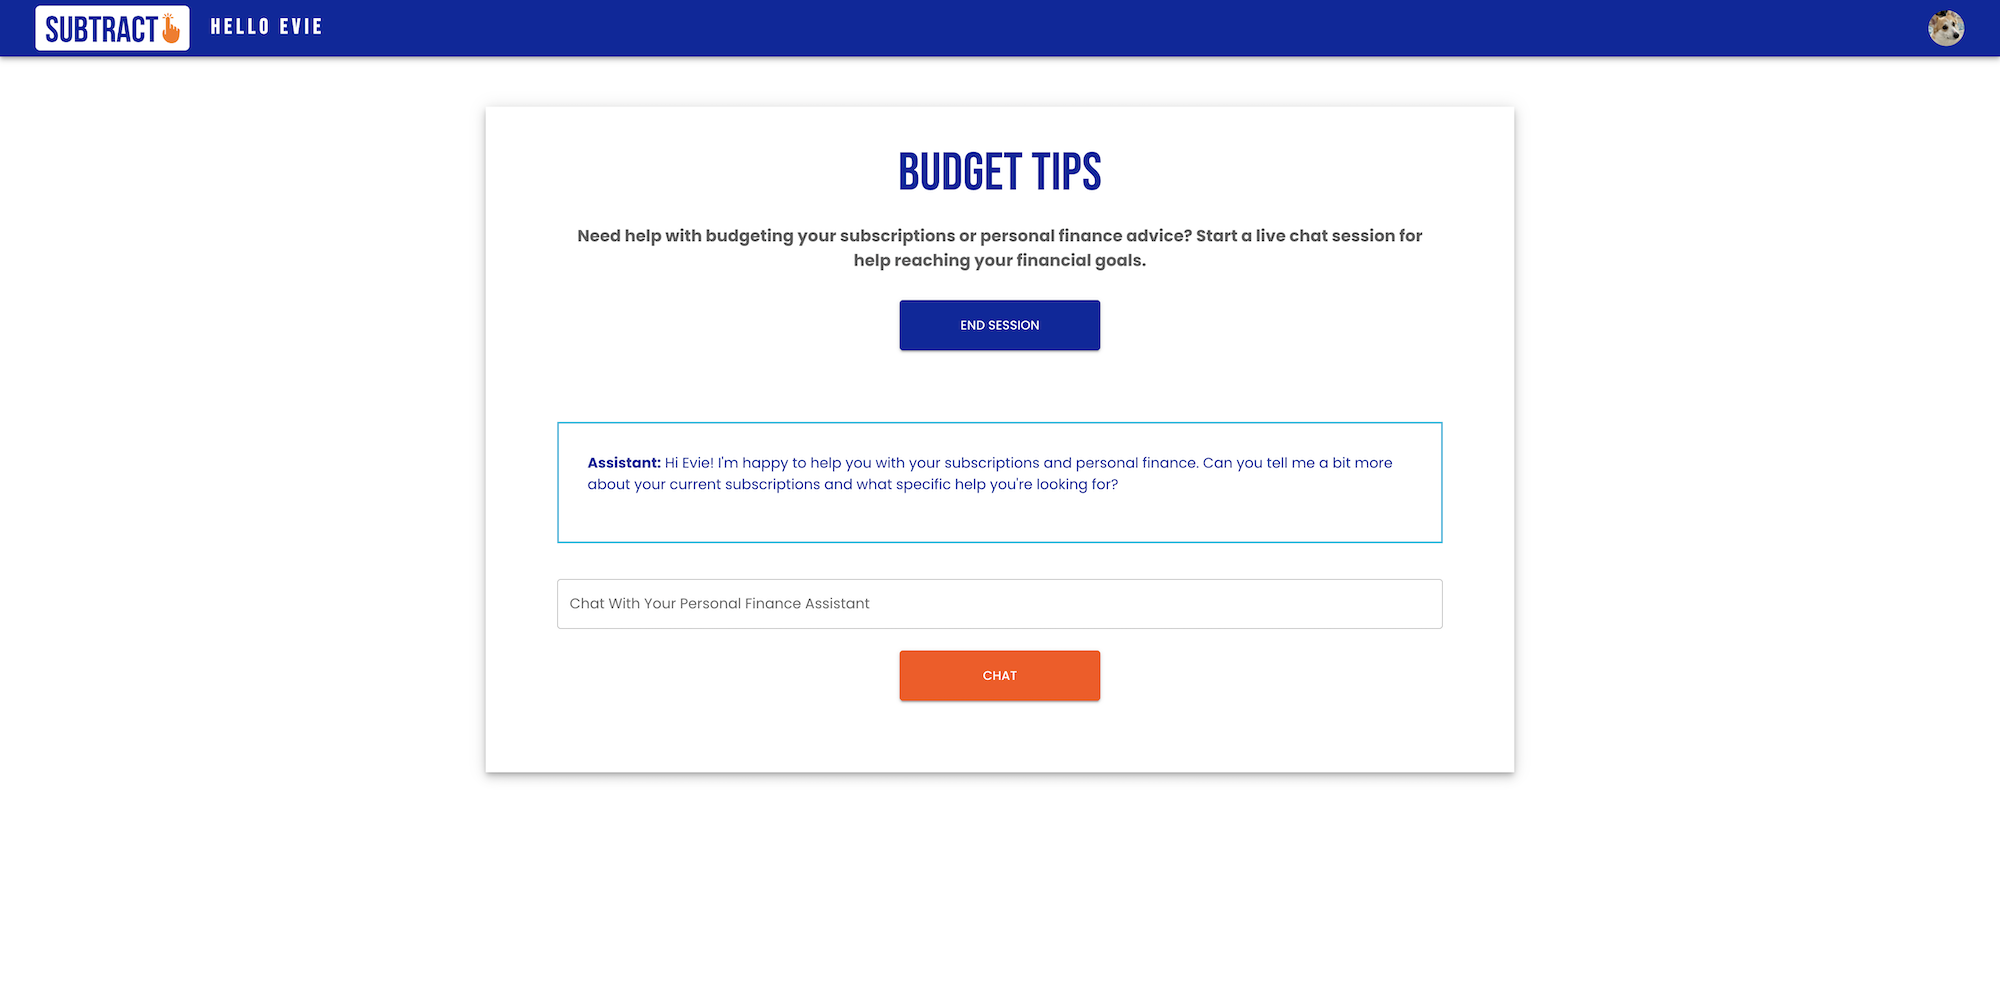 SUBTRACT
HELLO EVIE
BUDGET TIPS
Need help with budgeting your subscriptions or personal finance advice? Start a live chat session for
help reaching your financial goals.
END SESSION
Assistant: Hi Evie! I'm happy to help you with your subscriptions and personal finance. Can you tell me a bit more
about your current subscriptions and what specific help you're looking for?
Chat With Your Personal Finance Assistant
CHAT